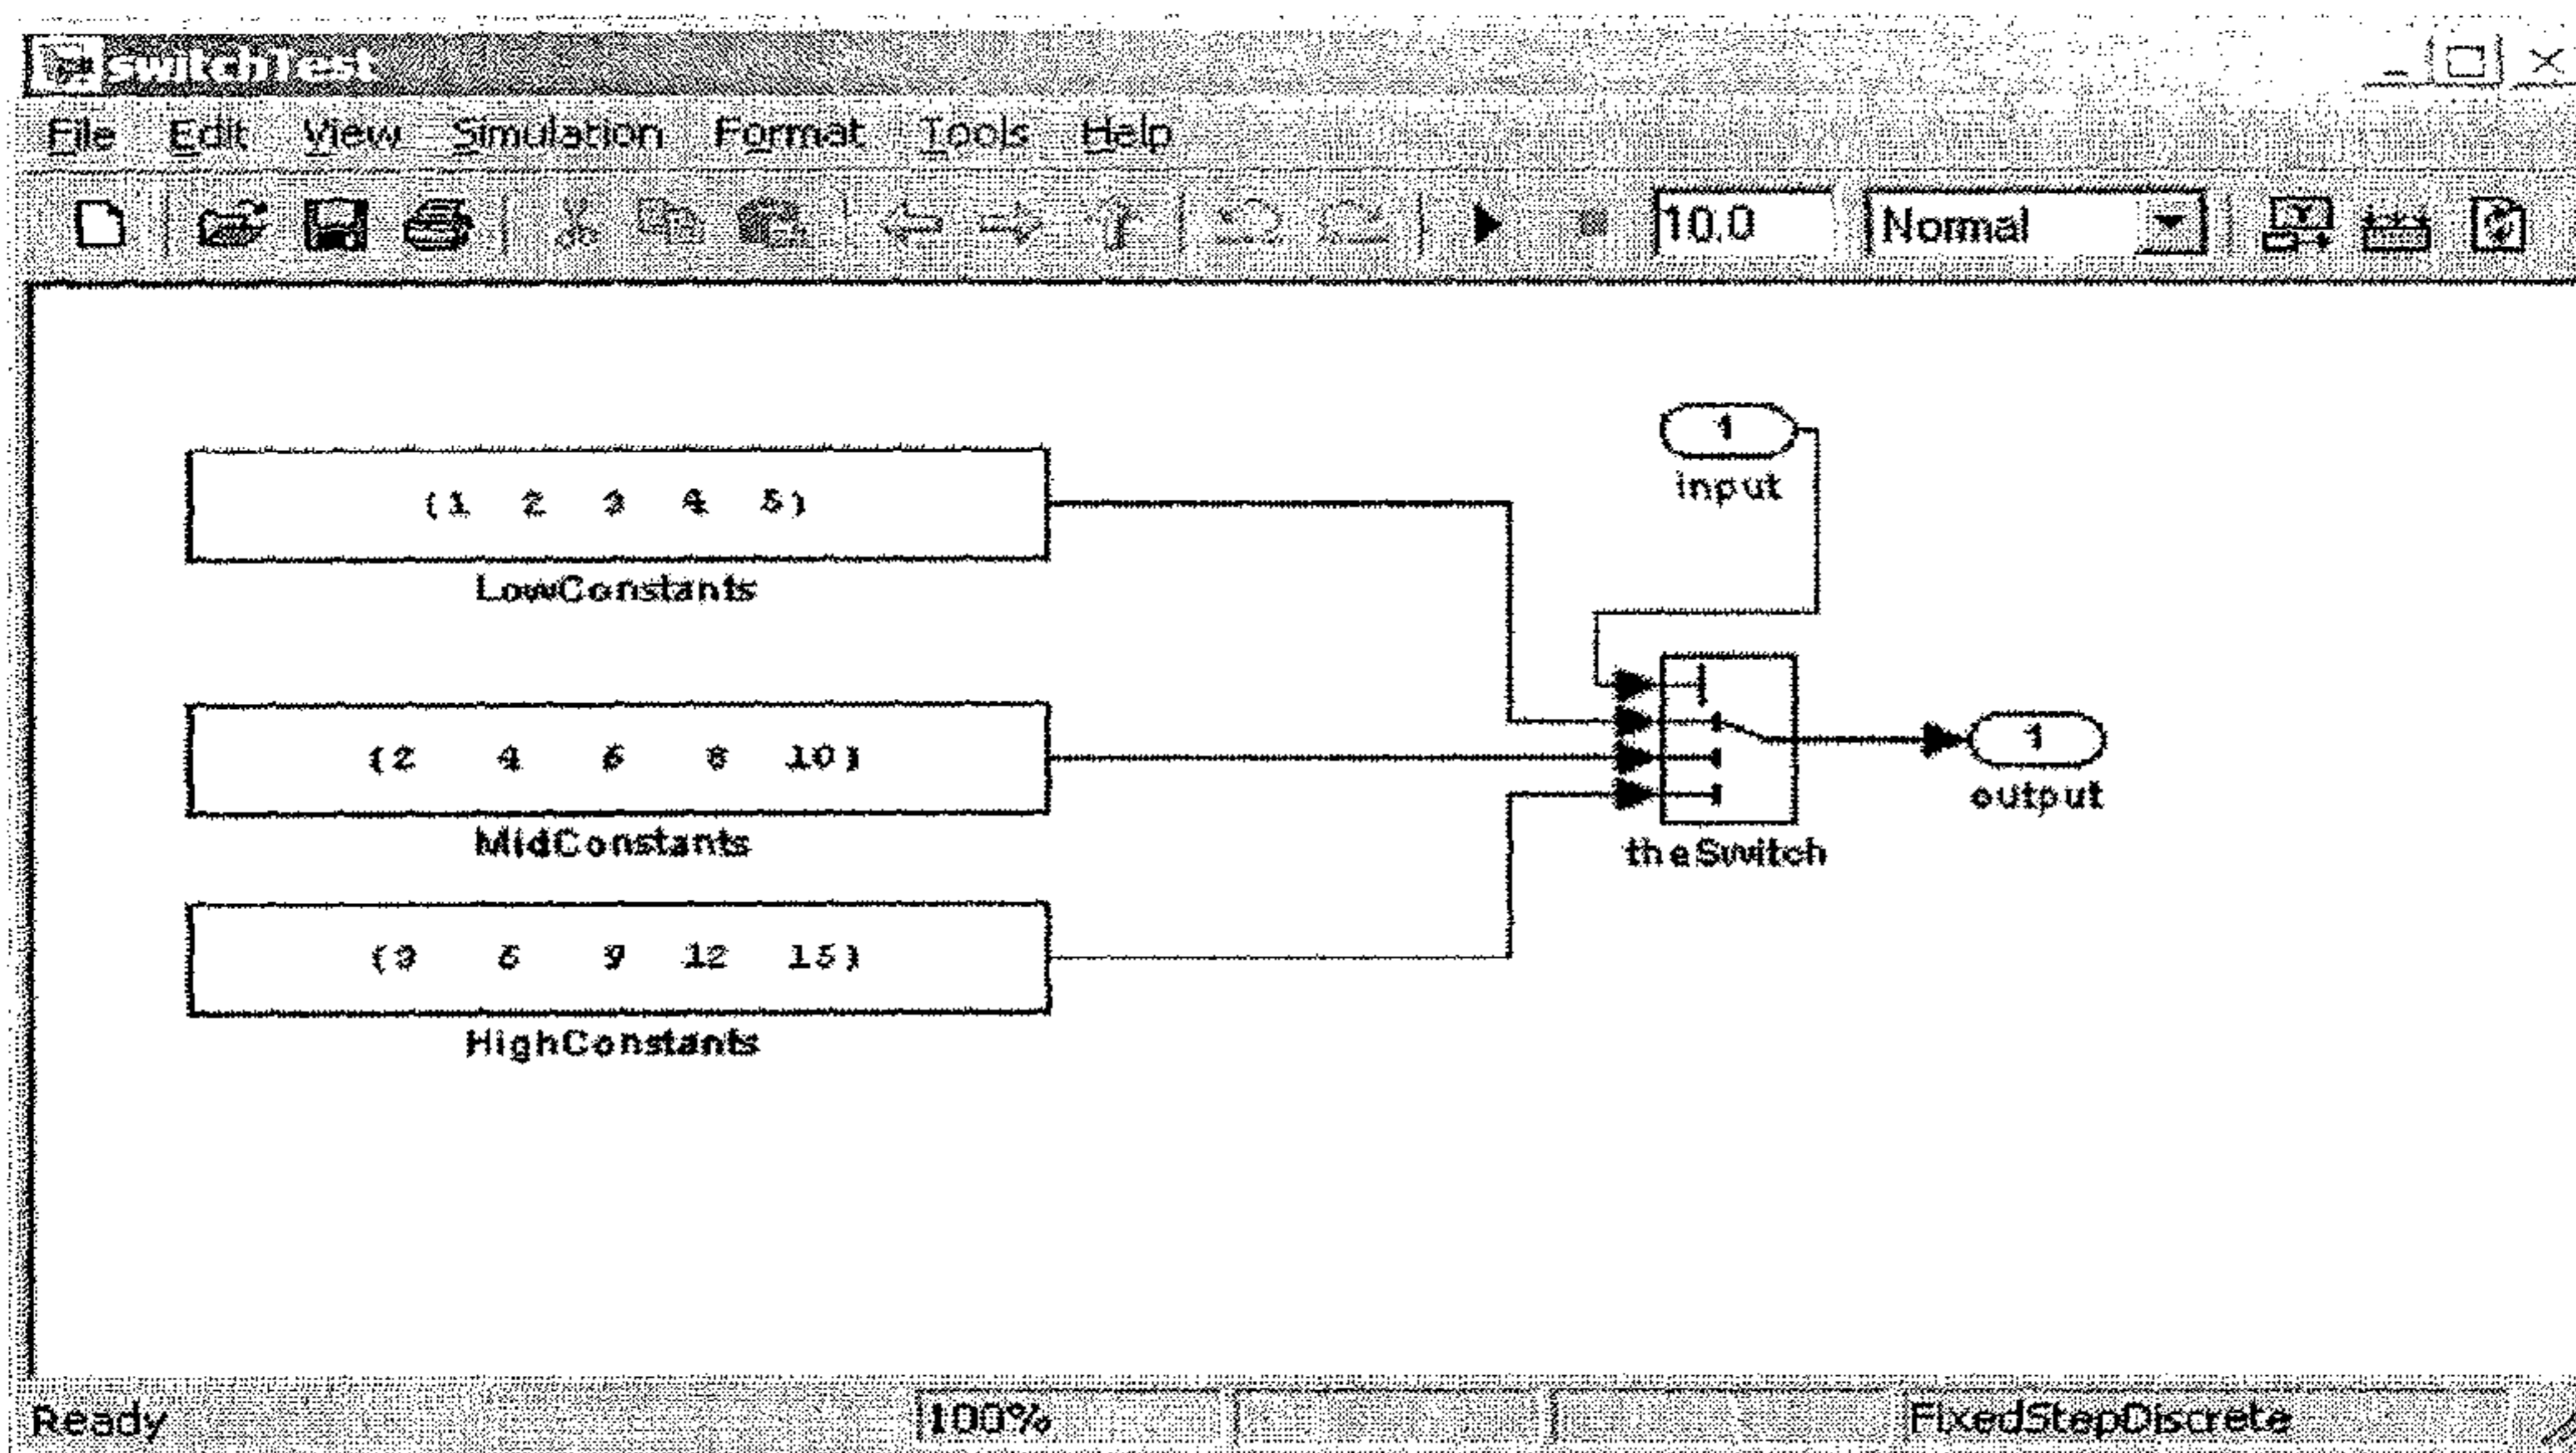 switchTest
File Edit View Simulation Format Tools Help
10.0 Normal
1
input
(1 2 3 4 5)
LowConstants
(2 4 6 8 10)
MidConstants
1
output
theSwitch
(3 6 9 12 15)
HighConstants
Ready 100% FixedStepDiscrete